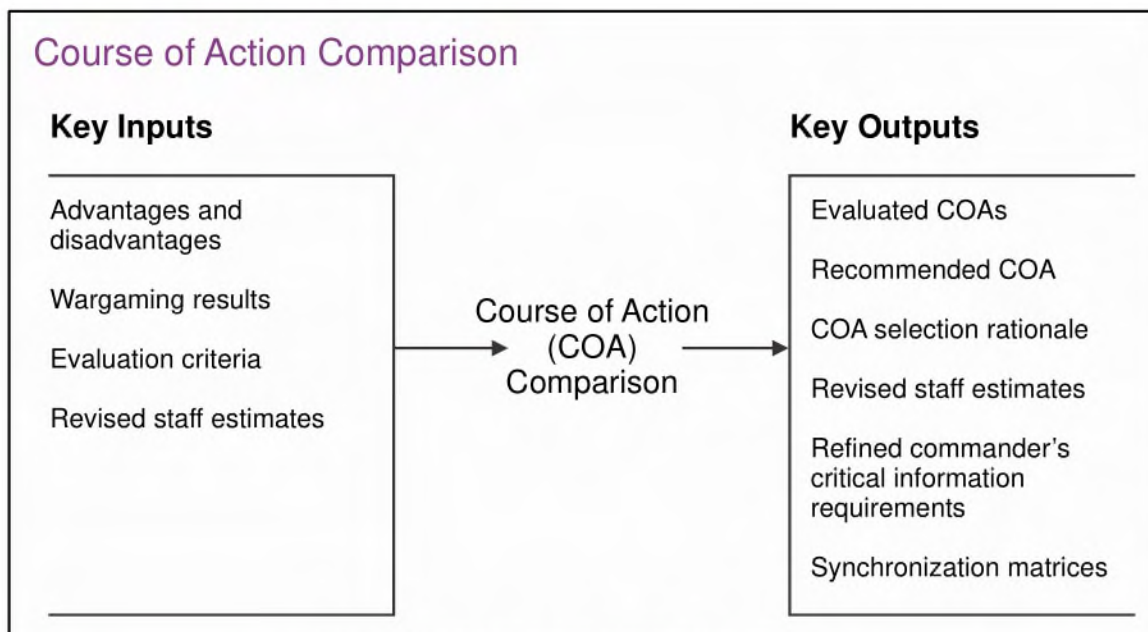 Course of Action Comparison
Key Inputs
Advantages and
disadvantages
Wargaming results
Evaluation criteria
Revised staff estimates
Course of Action
(COA)
Comparison
Key Outputs
Evaluated COAs
Recommended COA
COA selection rationale
Revised staff estimates
Refined commander’s
critical information
requirements
Synchronization matrices